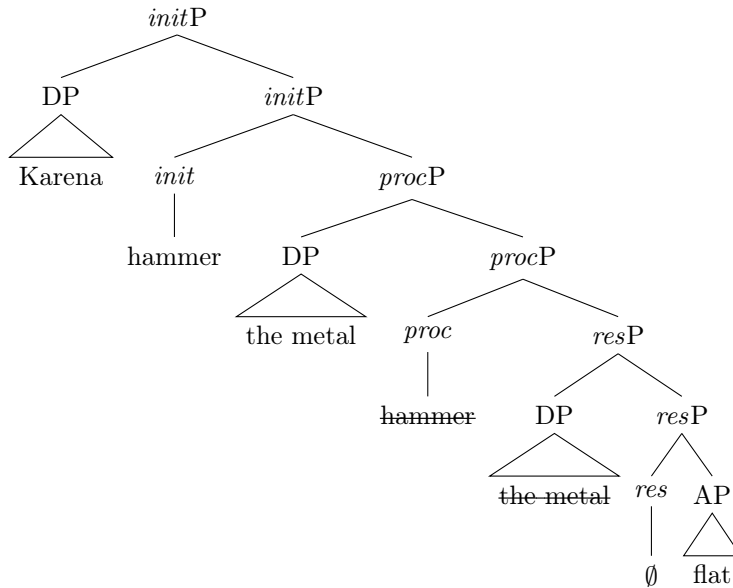 initP
DP initP
Karena init procP
hammer DP procP
the metal proc resP
hammer DP resP
the metal res AP
∅ flat